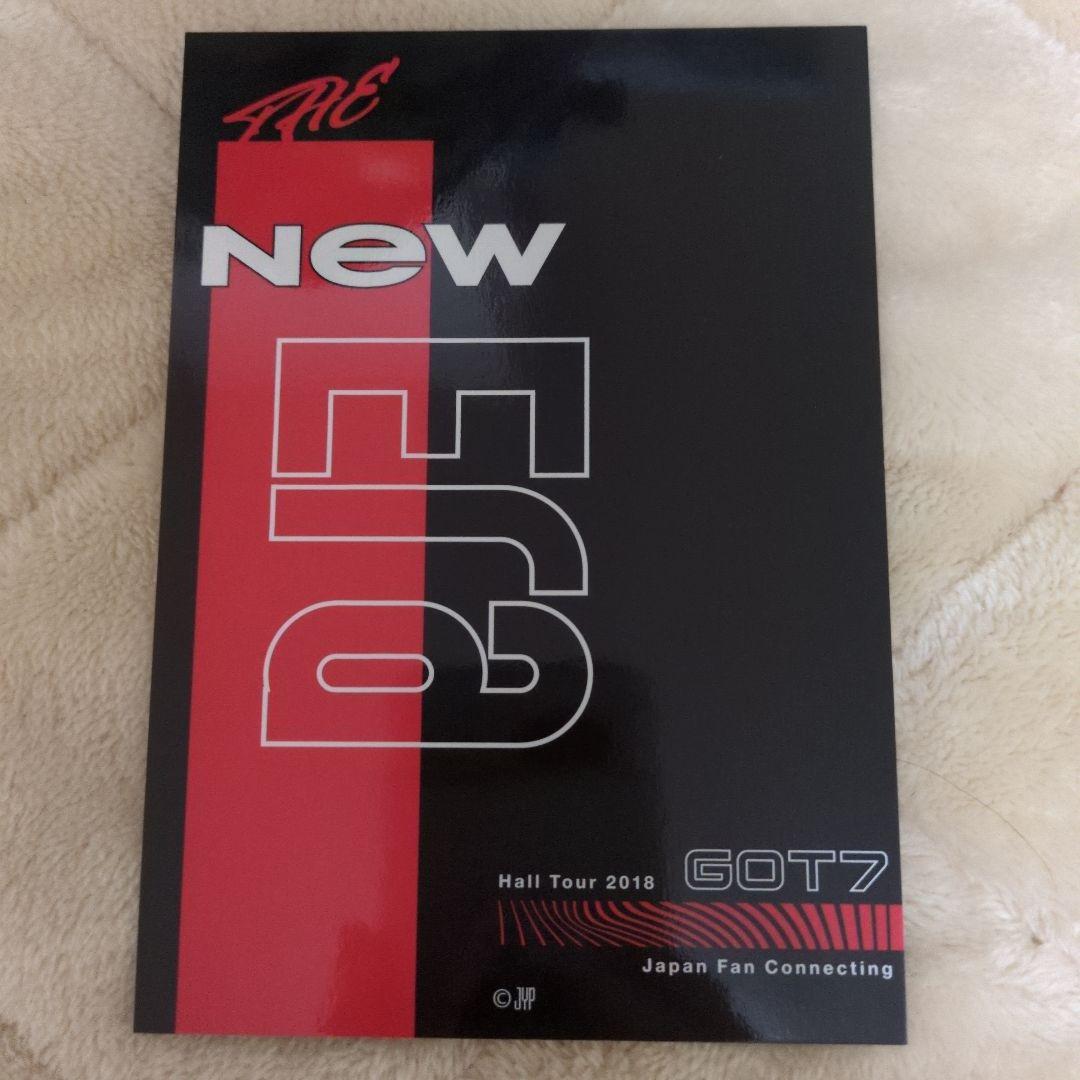 THE
New
Era
Hall Tour 2018 GOT7
Japan Fan Connecting
© JYP